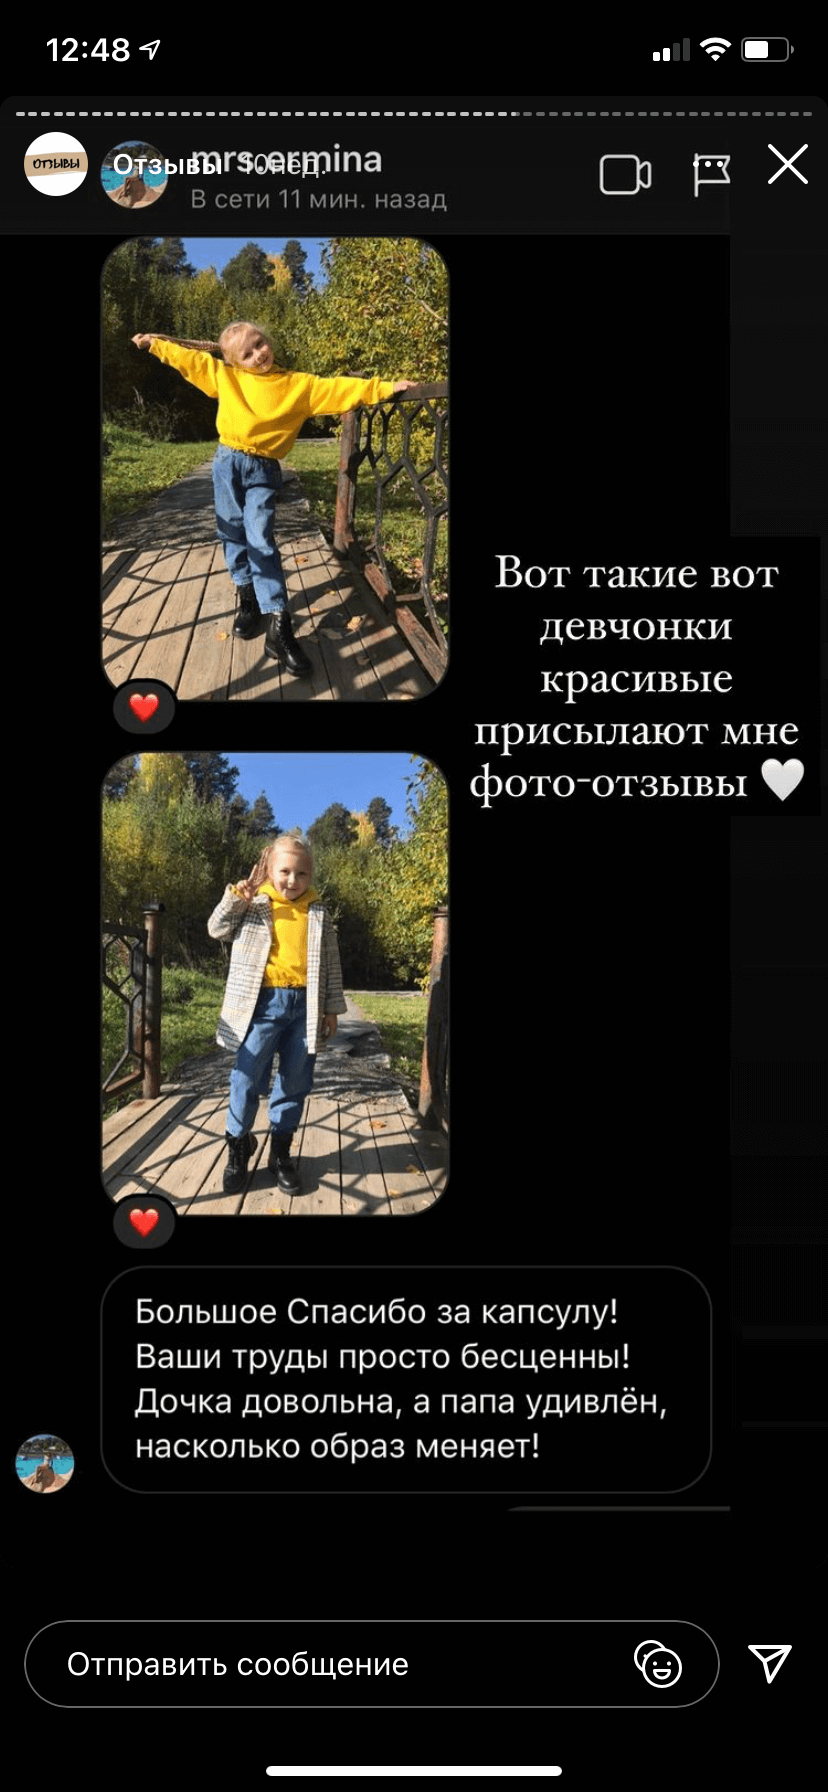 12:48
ОТЗЫВЫ
Отзывы 10 нед.
mrs.ermina
В сети 11 мин. назад
Вот такие вот
девчонки
красивые
присылают мне
фото-отзывы 🤍
Большое Спасибо за капсулу!
Ваши труды просто бесценны!
Дочка довольна, а папа удивлён,
насколько образ меняет!
Отправить сообщение